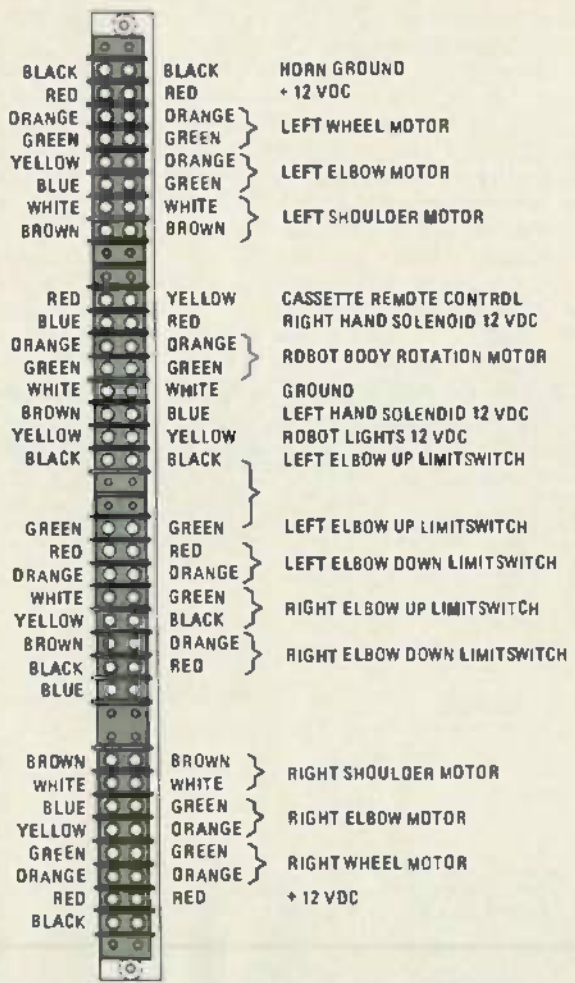 BLACK BLACK HORN GROUND
RED RED + 12 VDC
ORANGE ORANGE
LEFT WHEEL MOTOR
GREEN GREEN
YELLOW ORANGE
LEFT ELBOW MOTOR
BLUE GREEN
WHITE WHITE
LEFT SHOULDER MOTOR
BROWN BROWN
RED YELLOW CASSETTE REMOTE CONTROL
BLUE RED RIGHT HAND SOLENOID 12 VDC
ORANGE ORANGE
ROBOT BODY ROTATION MOTOR
GREEN GREEN
WHITE WHITE GROUND
BROWN BLUE LEFT HAND SOLENOID 12 VDC
YELLOW YELLOW ROBOT LIGHTS 12 VDC
BLACK BLACK LEFT ELBOW UP LIMITSWITCH
GREEN GREEN LEFT ELBOW UP LIMITSWITCH
RED RED
LEFT ELBOW DOWN LIMITSWITCH
ORANGE ORANGE
WHITE GREEN
RIGHT ELBOW UP LIMITSWITCH
YELLOW BLACK
BROWN ORANGE
RIGHT ELBOW DOWN LIMITSWITCH
BLACK RED
BLUE
BROWN BROWN
RIGHT SHOULDER MOTOR
WHITE WHITE
BLUE GREEN
RIGHT ELBOW MOTOR
YELLOW ORANGE
GREEN GREEN
RIGHT WHEEL MOTOR
ORANGE ORANGE
RED RED + 12 VDC
BLACK